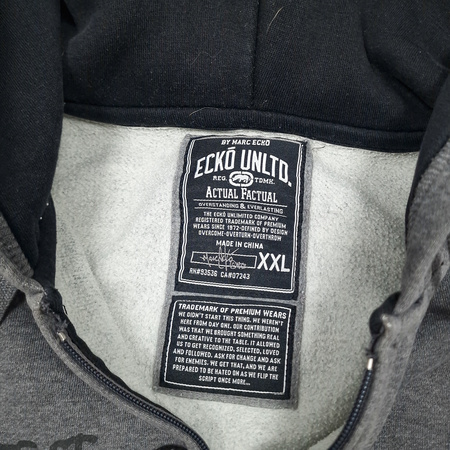 BY MARC ECKŌ
ECKŌ UNLTD.
REG. TDMK.
ACTUAL FACTUAL
OVERSTANDING & EVERLASTING
THE ECKO UNLIMITED COMPANY
REGISTERED TRADEMARK OF PREMIUM
WEARS SINCE 1972-DEFINED BY DESIGN
OVERCOME-OVERTURN-OVERTHROW
MADE IN CHINA
XXL
RN#93536 CA#07243
TRADEMARK OF PREMIUM WEARS
WE DIDN'T START THIS THING. WE WEREN'T
HERE FROM DAY ONE. OUR CONTRIBUTION
WAS THAT WE BROUGHT SOMETHING REAL
AND CREATIVE TO THE TABLE. IT ALLOWED
US TO GET RECOGNIZED, SELECTED, LOVED
AND FOLLOWED. ASK FOR CHANGE AND ASK
FOR ENEMIES. WE GET THAT, AND WE ARE
PREPARED TO BE HATED ON AS WE FLIP THE
SCRIPT ONCE MORE...